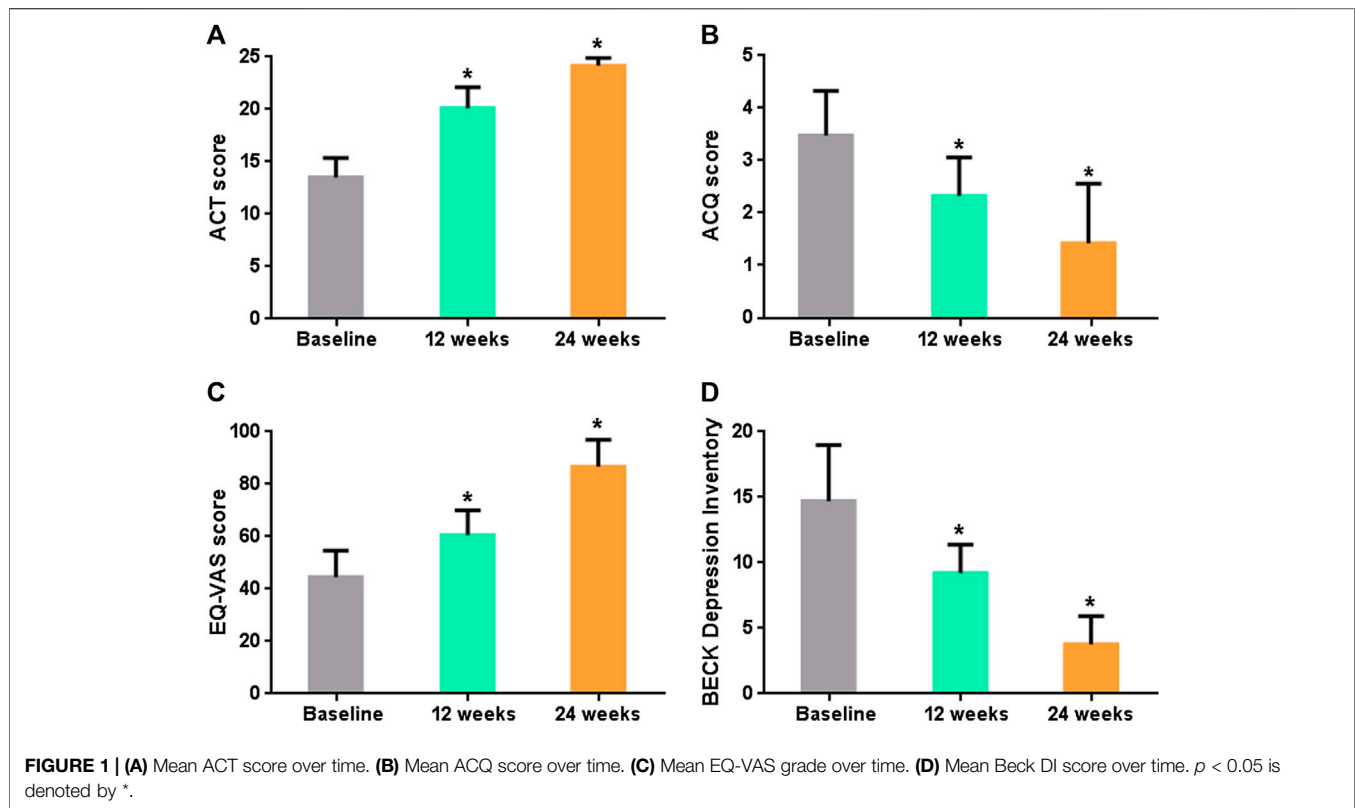 A
ACT score
25
20
15
10
5
0
*
*
Baseline 12 weeks 24 weeks
B
ACQ score
5
4
3
2
1
0
*
*
Baseline 12 weeks 24 weeks
C
EQ-VAS score
100
80
60
40
20
0
*
*
Baseline 12 weeks 24 weeks
D
BECK Depression Inventory
20
15
10
5
0
*
*
Baseline 12 weeks 24 weeks
FIGURE 1 | (A) Mean ACT score over time. (B) Mean ACQ score over time. (C) Mean EQ-VAS grade over time. (D) Mean Beck DI score over time. p < 0.05 is
denoted by *.